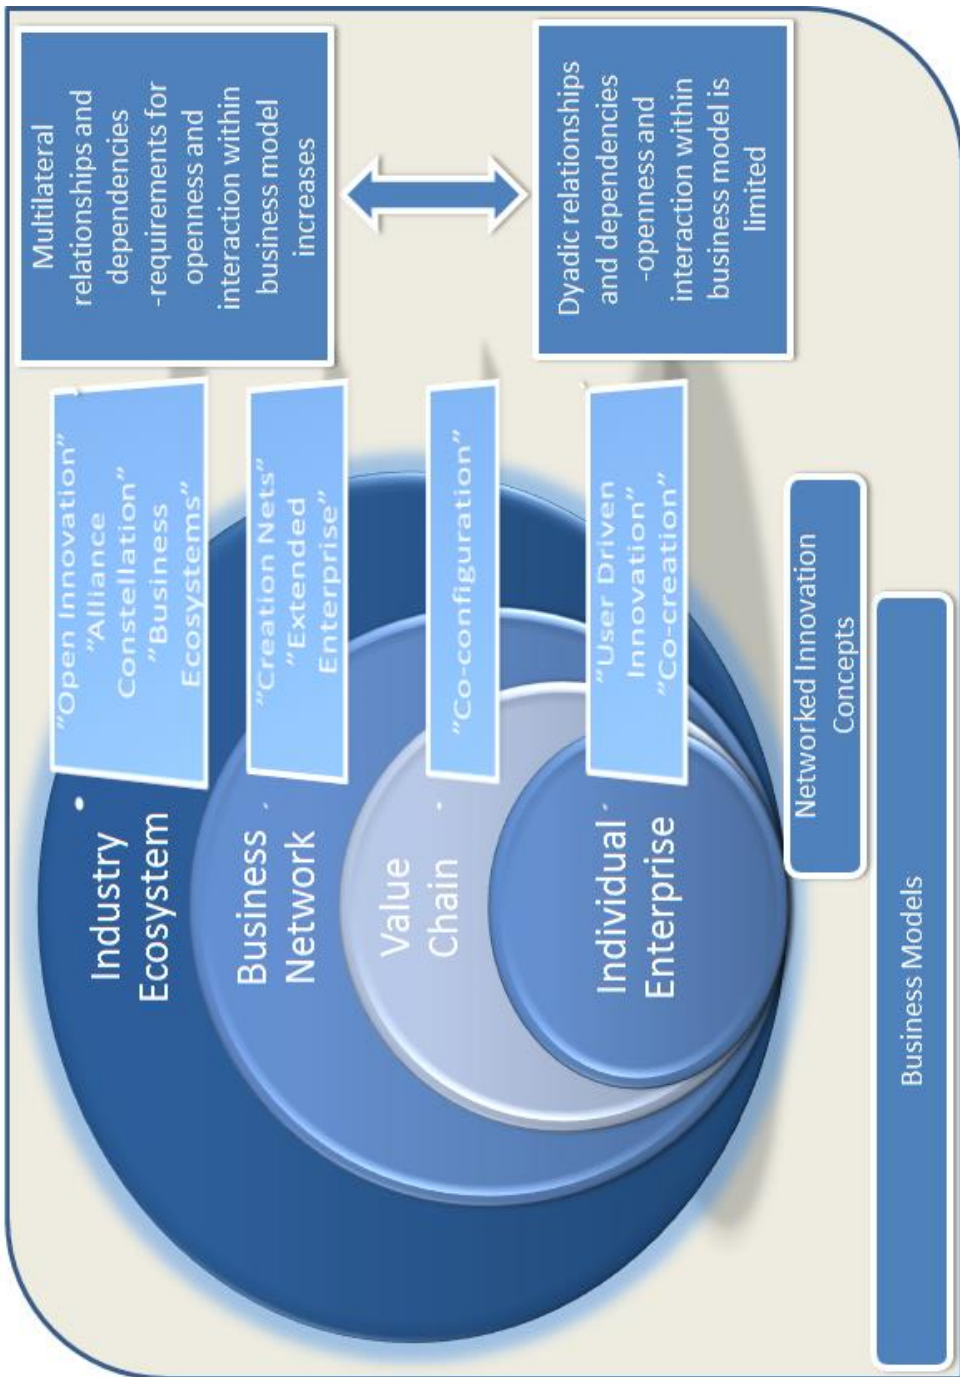 Industry
Ecosystem
Business
Network
Value
Chain
Individual
Enterprise
”Open Innovation”
”Alliance
Constellation”
”Business
Ecosystems”
”Creation Nets”
”Extended
Enterprise”
”Co-configuration”
”User Driven
Innovation”
”Co-creation”
Multilateral
relationships and
dependencies
-requirements for
openness and
interaction within
business model
increases
Dyadic relationships
and dependencies
-openness and
interaction within
business model is
limited
Networked Innovation
Concepts
Business Models